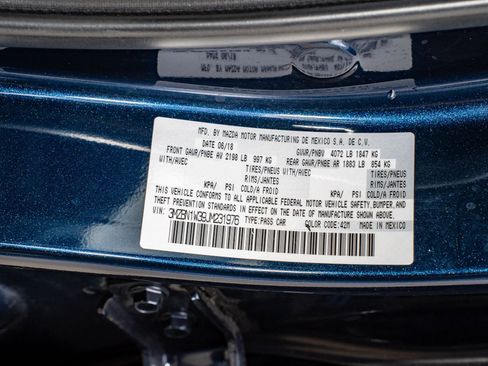 MFD. BY MAZDA MOTOR MANUFACTURING DE MEXICO S.A. DE C.V.
DATE 06/18 GVWR/PNBV 4072 LB 1847 KG
FRONT GAWR/PNBE AV 2198 LB 997 KG REAR GAWR/PNBE AR 1883 LB 854 KG
WITH/AVEC TIRES/PNEUS WITH/AVEC TIRES/PNEUS
RIMS/JANTES RIMS/JANTES
KPA/ PSI COLD/A FROID KPA/ PSI COLD/A FROID
THIS VEHICLE CONFORMS TO ALL APPLICABLE FEDERAL MOTOR VEHICLE SAFETY, BUMPER, AND
THEFT PREVENTION STANDARDS IN EFFECT ON THE DATE OF MANUFACTURE SHOWN ABOVE.
VIN: 3MZBN1W39JM231976 TYPE:PASS CAR COLOR CODE:42M MADE IN MEXICO